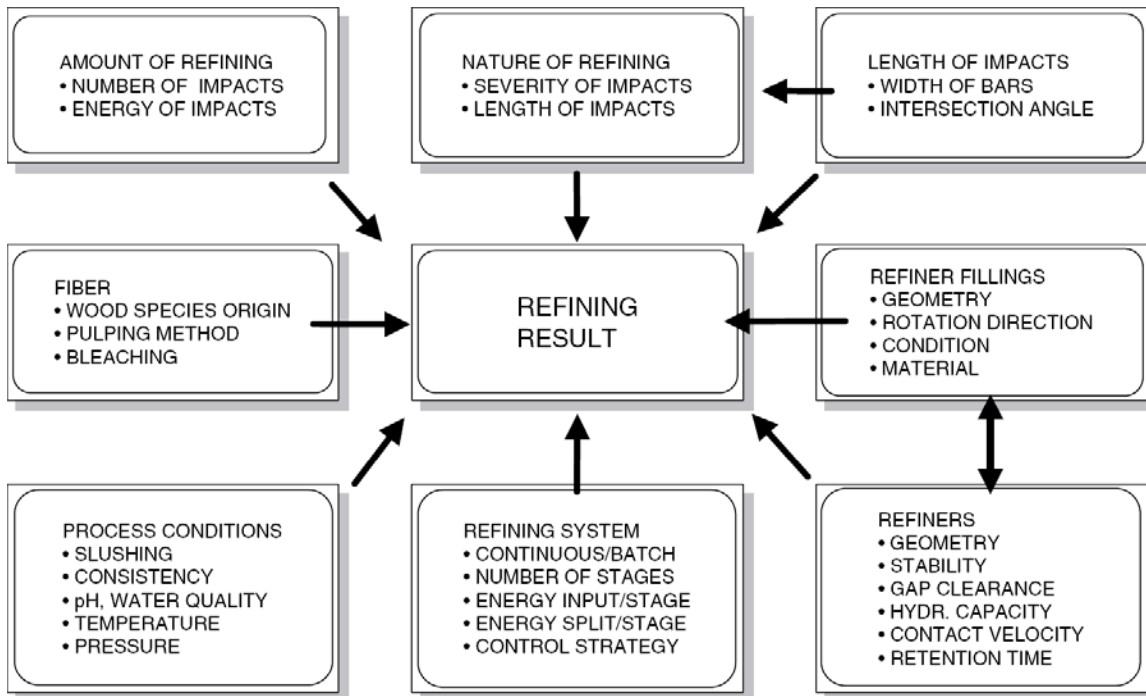 AMOUNT OF REFINING
• NUMBER OF IMPACTS
• ENERGY OF IMPACTS
NATURE OF REFINING
• SEVERITY OF IMPACTS
• LENGTH OF IMPACTS
LENGTH OF IMPACTS
• WIDTH OF BARS
• INTERSECTION ANGLE
FIBER
• WOOD SPECIES ORIGIN
• PULPING METHOD
• BLEACHING
REFINING
RESULT
REFINER FILLINGS
• GEOMETRY
• ROTATION DIRECTION
• CONDITION
• MATERIAL
PROCESS CONDITIONS
• SLUSHING
• CONSISTENCY
• pH, WATER QUALITY
• TEMPERATURE
• PRESSURE
REFINING SYSTEM
• CONTINUOUS/BATCH
• NUMBER OF STAGES
• ENERGY INPUT/STAGE
• ENERGY SPLIT/STAGE
• CONTROL STRATEGY
REFINERS
• GEOMETRY
• STABILITY
• GAP CLEARANCE
• HYDR. CAPACITY
• CONTACT VELOCITY
• RETENTION TIME